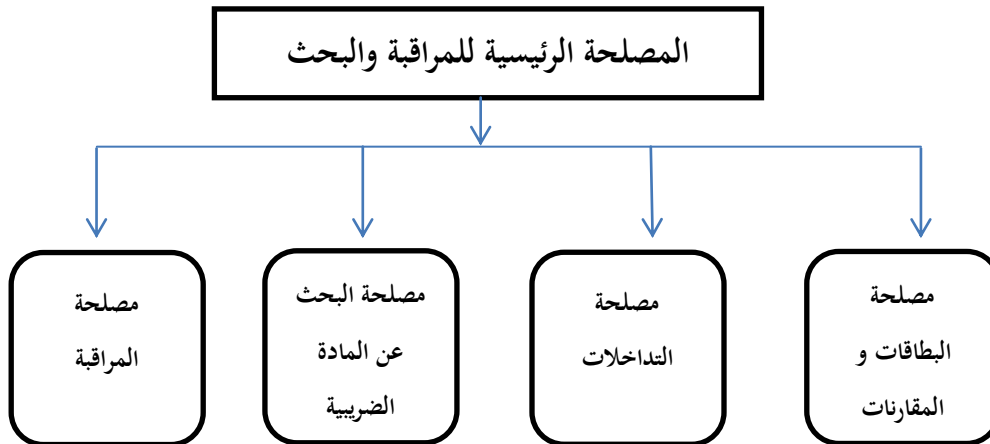 المصلحة الرئيسية للمراقبة والبحث
مصلحة
البطاقات و
المقارنات
مصلحة
التداخلات
مصلحة البحث
عن المادة
الضريبية
مصلحة
المراقبة